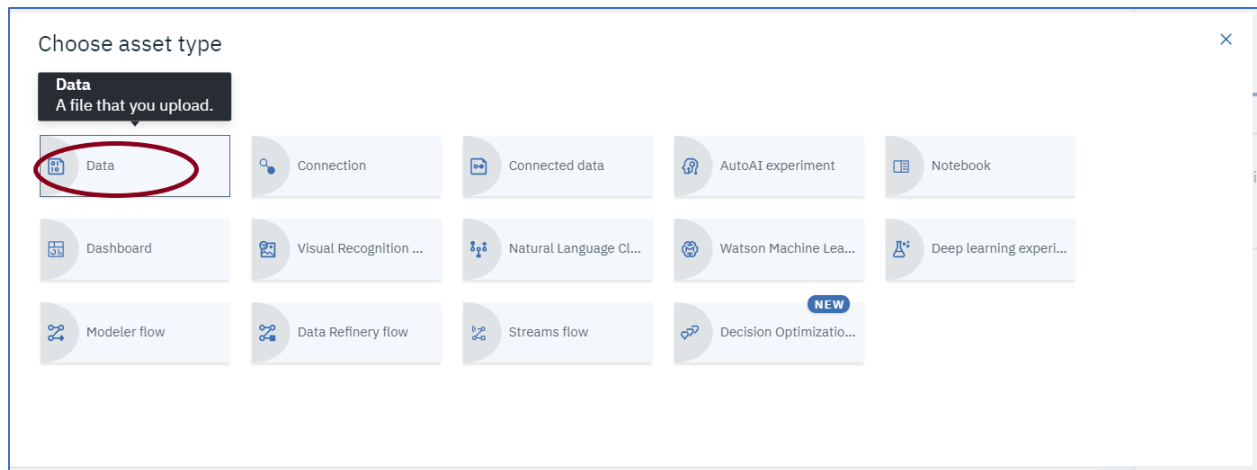 Choose asset type
Data
A file that you upload.
Data
Connection
Connected data
AutoAI experiment
Notebook
Dashboard
Visual Recognition ...
Natural Language Cl...
Watson Machine Lea...
Deep learning experi...
NEW
Modeler flow
Data Refinery flow
Streams flow
Decision Optimizatio...